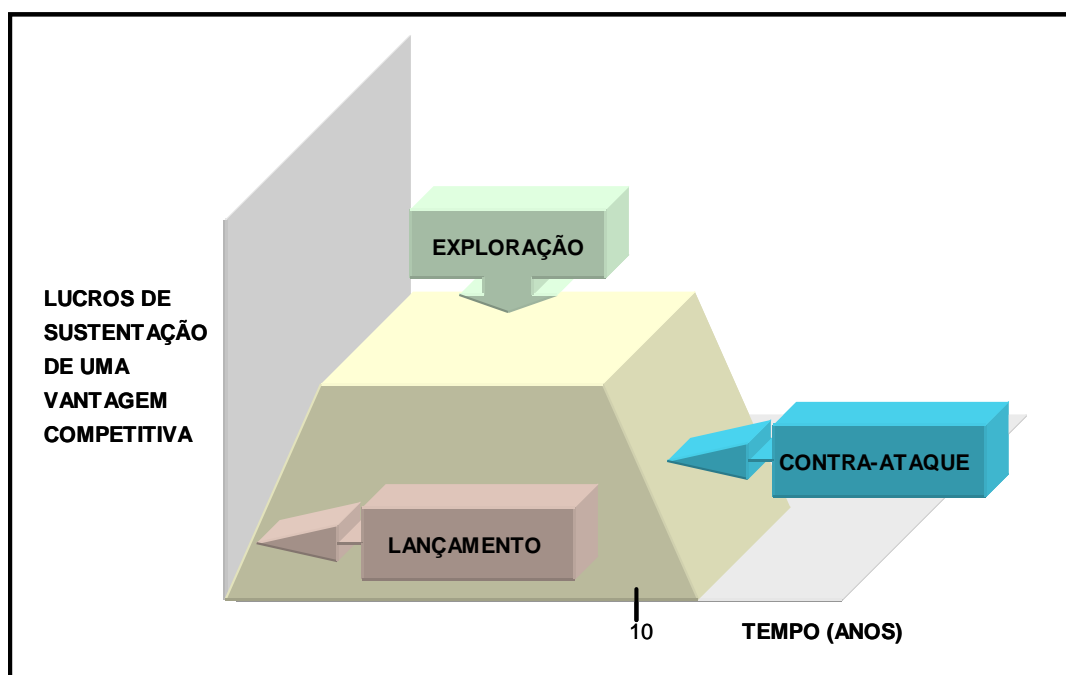 EXPLORAÇÃO
LUCROS DE
SUSTENTAÇÃO
DE UMA
VANTAGEM
COMPETITIVA
CONTRA-ATAQUE
LANÇAMENTO
10
TEMPO (ANOS)